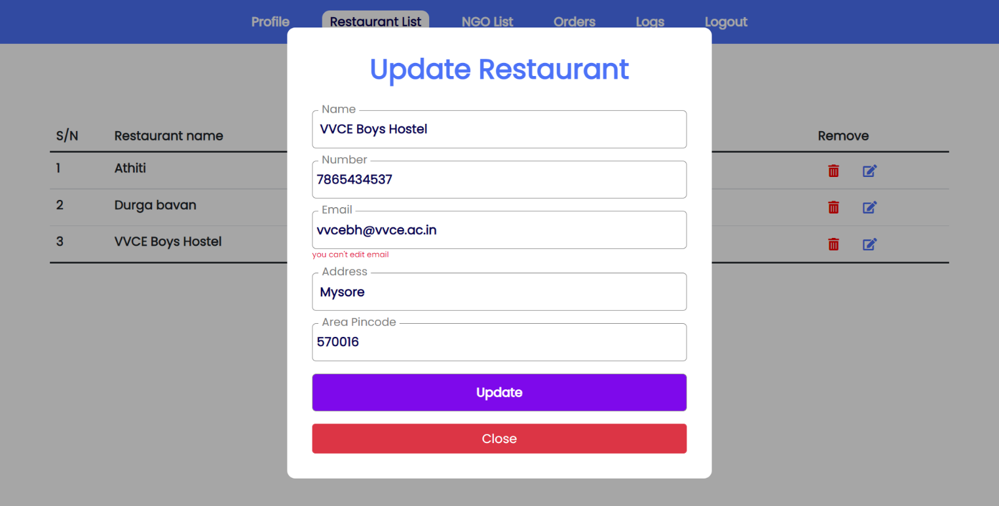 Profile Restaurant List NGO List Orders Logs Logout
Update Restaurant
Name
VVCE Boys Hostel
Number
7865434537
Email
vvcebh@vvce.ac.in
you can't edit email
Address
Mysore
Area Pincode
570016
Update
Close
S/N Restaurant name Remove
1 Athiti
2 Durga bavan
3 VVCE Boys Hostel